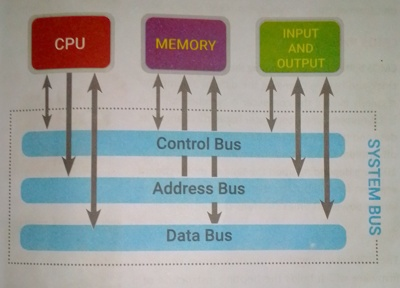 CPU
MEMORY
INPUT
AND
OUTPUT
Control Bus
Address Bus
Data Bus
SYSTEM BUS